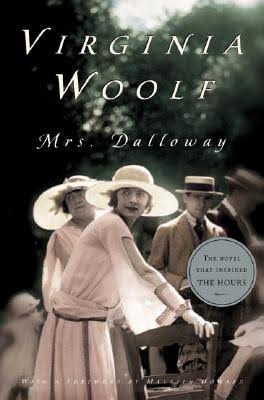 VIRGINIA
WOOLF
Mrs. Dalloway
THE NOVEL
THAT INSPIRED
THE HOURS
WITH A FOREWORD BY MAUREEN HOWARD